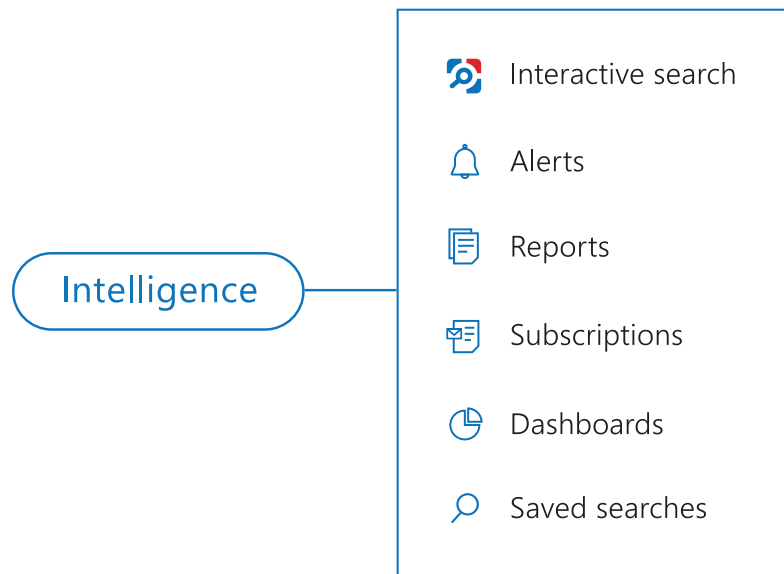 Interactive search
Alerts
Reports
Intelligence
Subscriptions
Dashboards
Saved searches